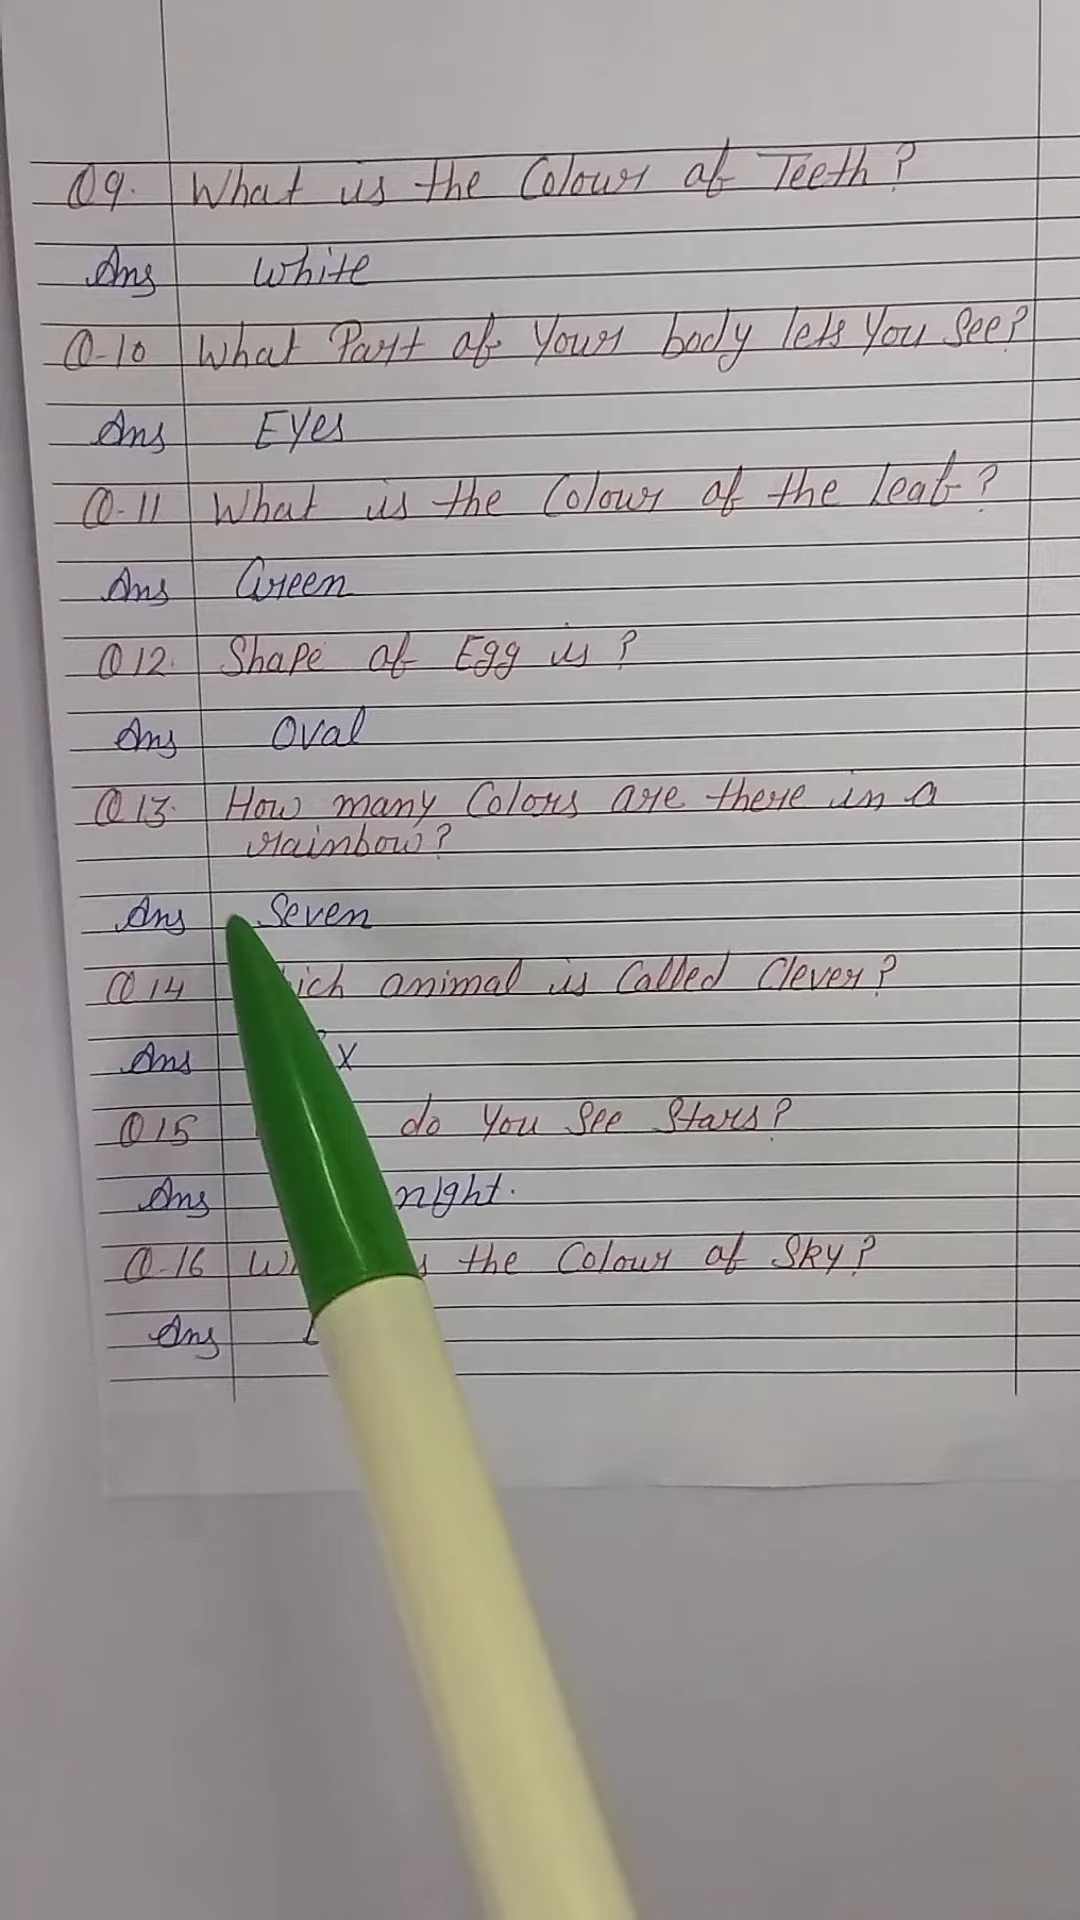 Q9. What is the Colour of Teeth?
Ans White
Q-10 What Part of Your body lets You See?
Ans Eyes
Q-11 What is the Colour of the leaf?
Ans Green
Q12. Shape of Egg is?
Ans Oval
Q13. How many Colors are there in a
rainbow?
Ans Seven
Q14 animal is Called Clever?
Ans
Q15 do You See Stars?
Ans night.
Q-16 the Colour of Sky?
Ans